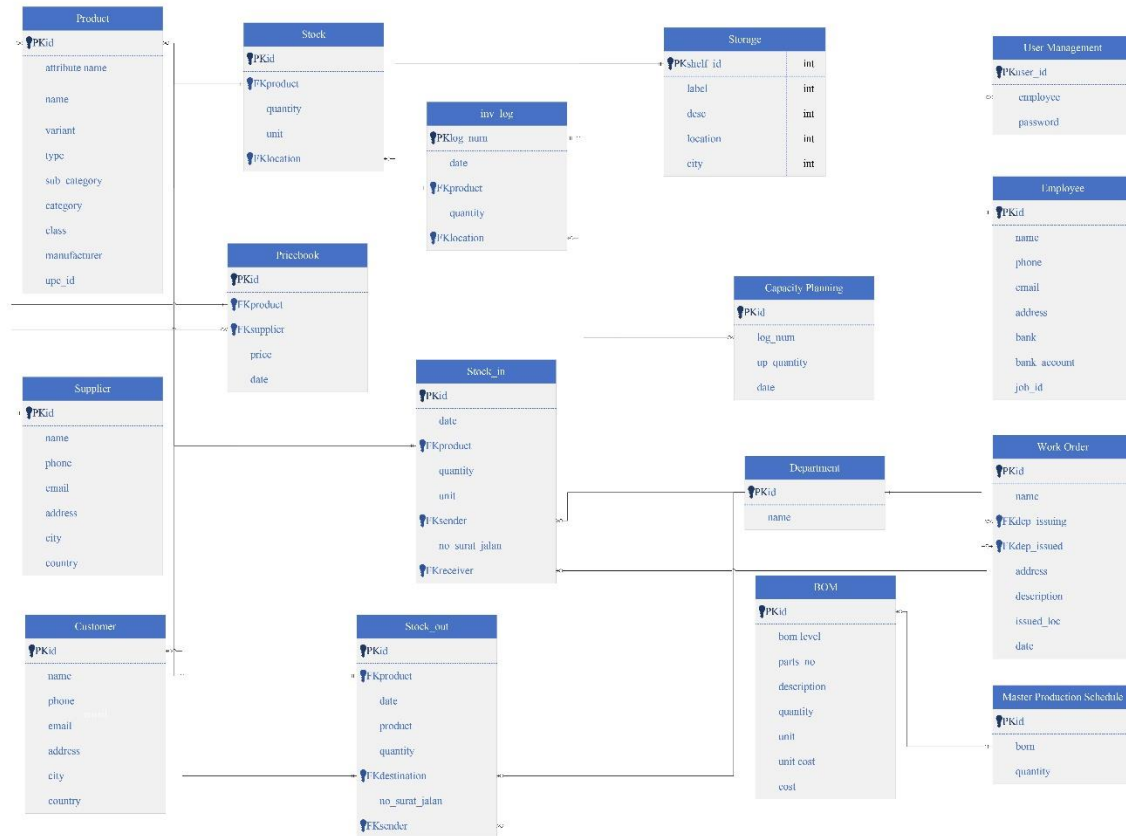 Product
PKid
attribute name
name
variant
type
sub_category
category
class
manufacturer
upc_id
Stock
PKid
FKproduct
quantity
unit
FKlocation
inv_log
PKlog_num
date
FKproduct
quantity
FKlocation
Storage
PKshelf_id int
label int
desc int
location int
city int
User Management
PKuser_id
employee
password
Employee
PKid
name
phone
email
address
bank
bank_account
job_id
Pricebook
PKid
FKproduct
FKsupplier
price
date
Capacity Planning
PKid
log_num
up_quantity
date
Supplier
PKid
name
phone
email
address
city
country
Stock_in
PKid
date
FKproduct
quantity
unit
FKsender
no_surat_jalan
FKreceiver
Department
PKid
name
Work Order
PKid
name
FKdep_issuing
FKdep_issued
address
description
issued_loc
date
BOM
PKid
bom level
parts_no
description
quantity
unit
unit cost
cost
Customer
PKid
name
phone
email
address
city
country
Stock_out
PKid
FKproduct
date
product
quantity
FKdestination
no_surat_jalan
FKsender
Master Production Schedule
PKid
bom
quantity